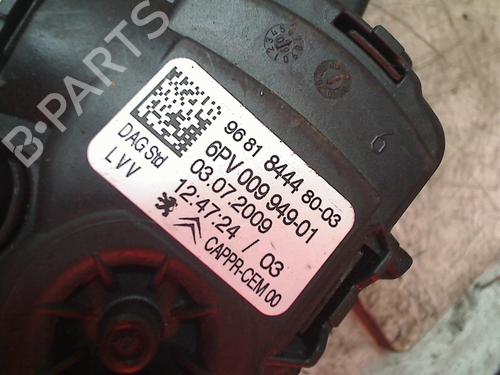 B-PARTS
96 81 8444 80-03
6PV 009 949-01
03.07.2009
12:47:24 / 03
CAPPR-CEM 00
DAG Std
LVV
6